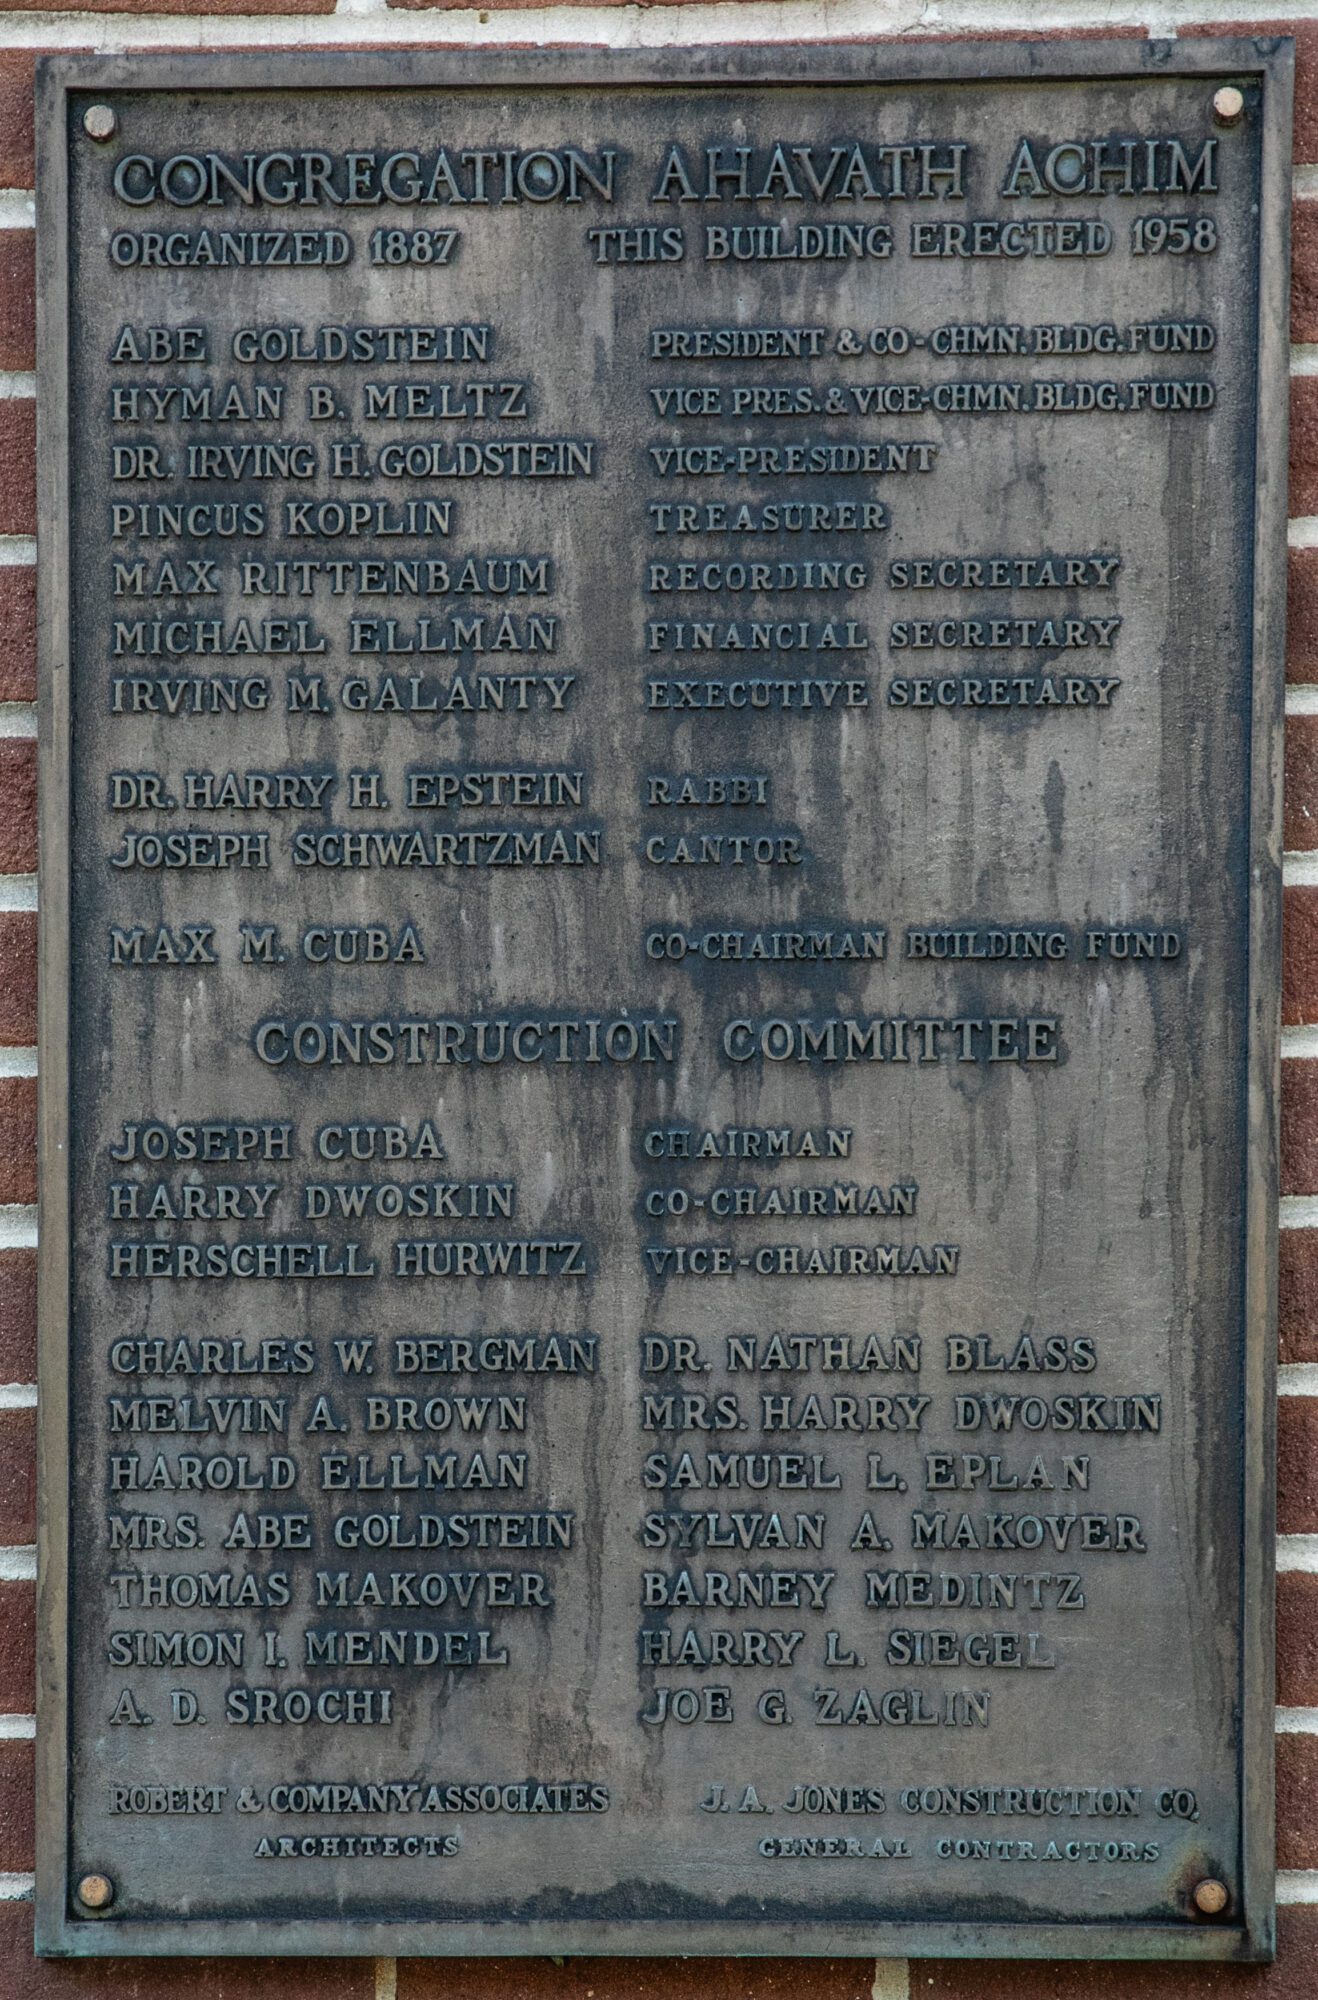 CONGREGATION AHAVATH ACHIM
ORGANIZED 1887 THIS BUILDING ERECTED 1958
ABE GOLDSTEIN PRESIDENT & CO-CHMN. BLDG. FUND
HYMAN B. MELTZ VICE PRES. & VICE-CHMN. BLDG. FUND
DR. IRVING H. GOLDSTEIN VICE-PRESIDENT
PINCUS KOPLIN TREASURER
MAX RITTENBAUM RECORDING SECRETARY
MICHAEL ELLMAN FINANCIAL SECRETARY
IRVING M. GALANTY EXECUTIVE SECRETARY
DR. HARRY H. EPSTEIN RABBI
JOSEPH SCHWARTZMAN CANTOR
MAX M. CUBA CO-CHAIRMAN BUILDING FUND
CONSTRUCTION COMMITTEE
JOSEPH CUBA CHAIRMAN
HARRY DWOSKIN CO-CHAIRMAN
HERSCHELL HURWITZ VICE-CHAIRMAN
CHARLES W. BERGMAN DR. NATHAN BLASS
MELVIN A. BROWN MRS. HARRY DWOSKIN
HAROLD ELLMAN SAMUEL L. EPLAN
MRS. ABE GOLDSTEIN SYLVAN A. MAKOVER
THOMAS MAKOVER BARNEY MEDINTZ
SIMON I. MENDEL HARRY L. SIEGEL
A. D. SROCHI JOE G. ZAGLIN
ROBERT & COMPANY ASSOCIATES J. A. JONES CONSTRUCTION CO.
ARCHITECTS GENERAL CONTRACTORS